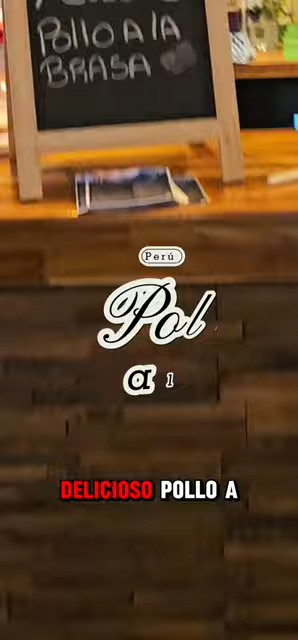 Pollo a la
BRASA
Perú
Pol
a l
DELICIOSO POLLO A